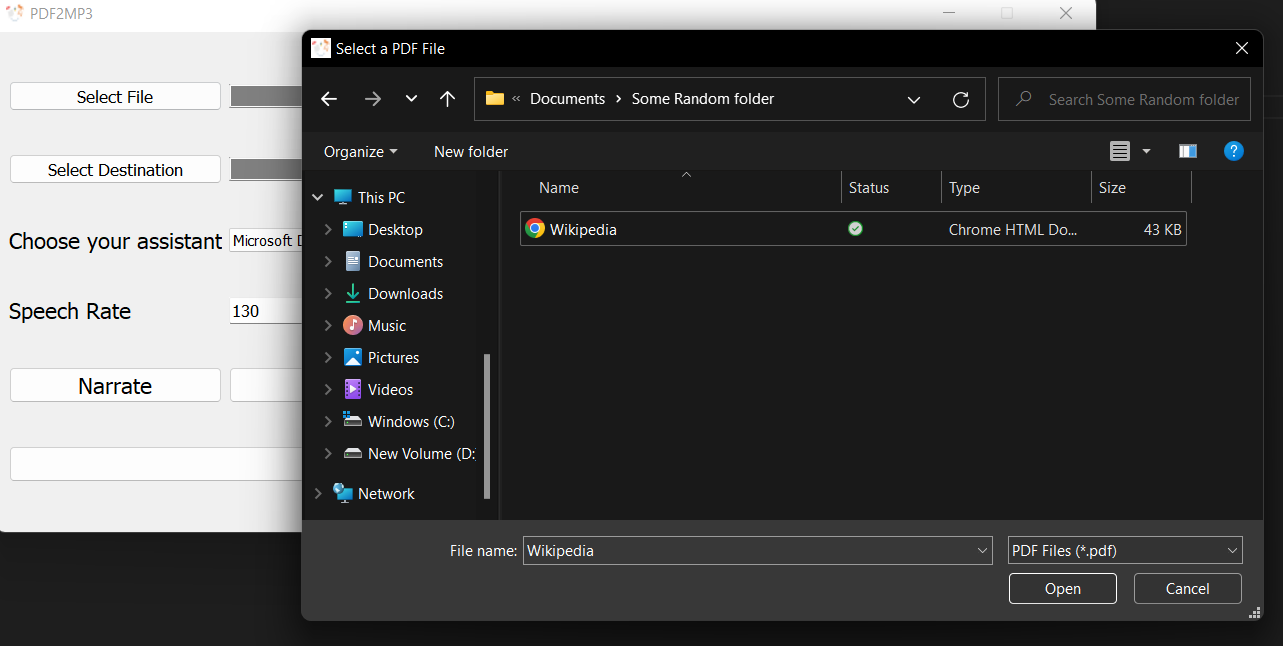 PDF2MP3
Select File
Select Destination
Choose your assistant
Microsoft D
Speech Rate
130
Narrate
Select a PDF File
« Documents > Some Random folder
Search Some Random folder
Organize
New folder
?
Name
Status
Type
Size
Wikipedia
Chrome HTML Do...
43 KB
This PC
Desktop
Documents
Downloads
Music
Pictures
Videos
Windows (C:)
New Volume (D:
Network
File name:
Wikipedia
PDF Files (*.pdf)
Open
Cancel